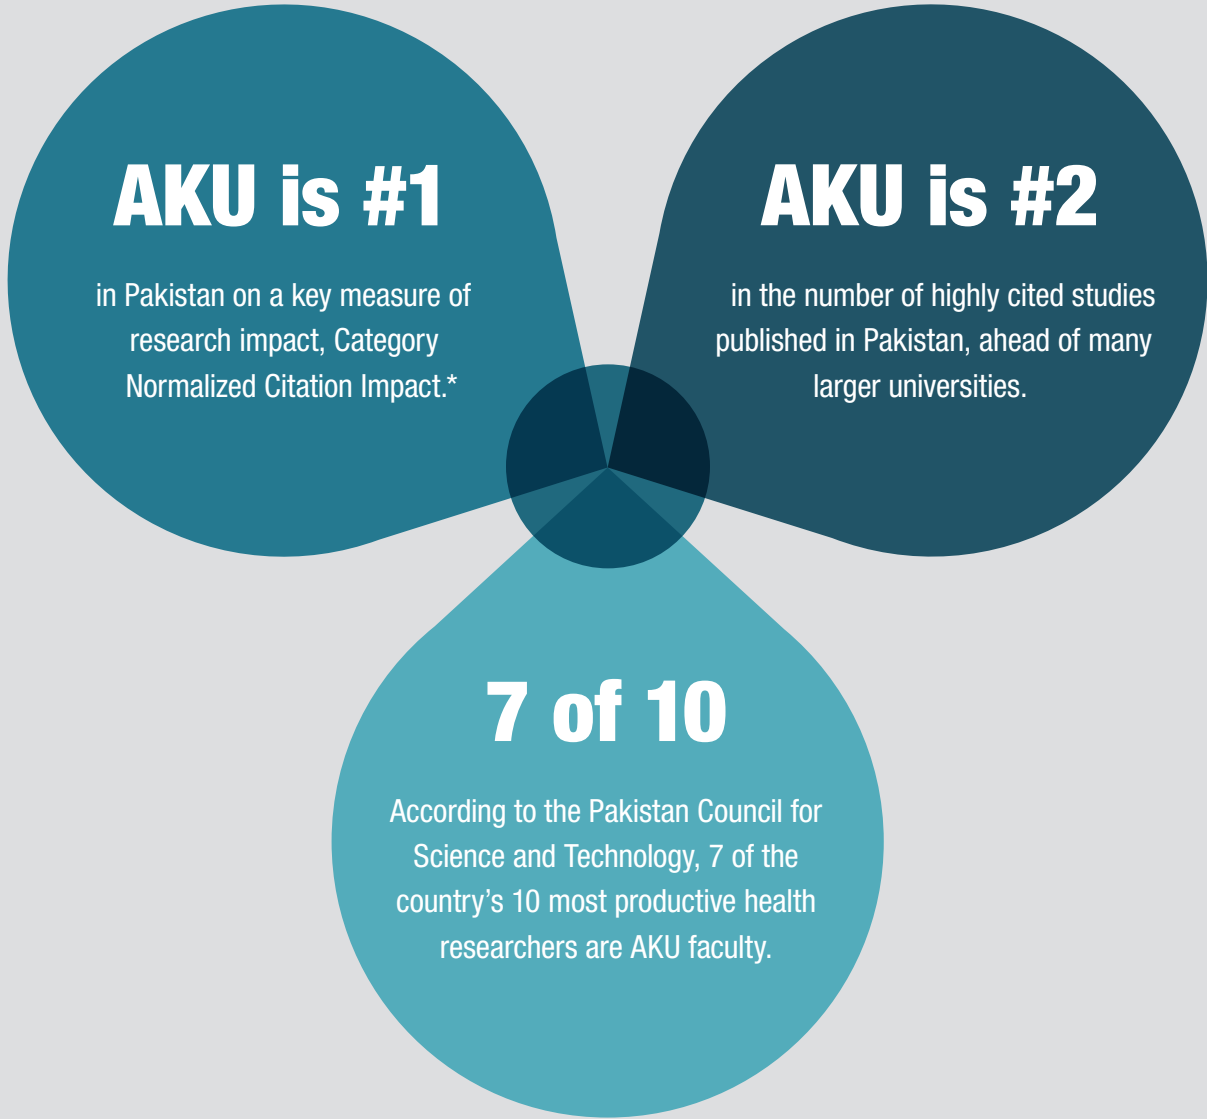 AKU is #1
in Pakistan on a key measure of
research impact, Category
Normalized Citation Impact.*
AKU is #2
in the number of highly cited studies
published in Pakistan, ahead of many
larger universities.
7 of 10
According to the Pakistan Council for
Science and Technology, 7 of the
country’s 10 most productive health
researchers are AKU faculty.